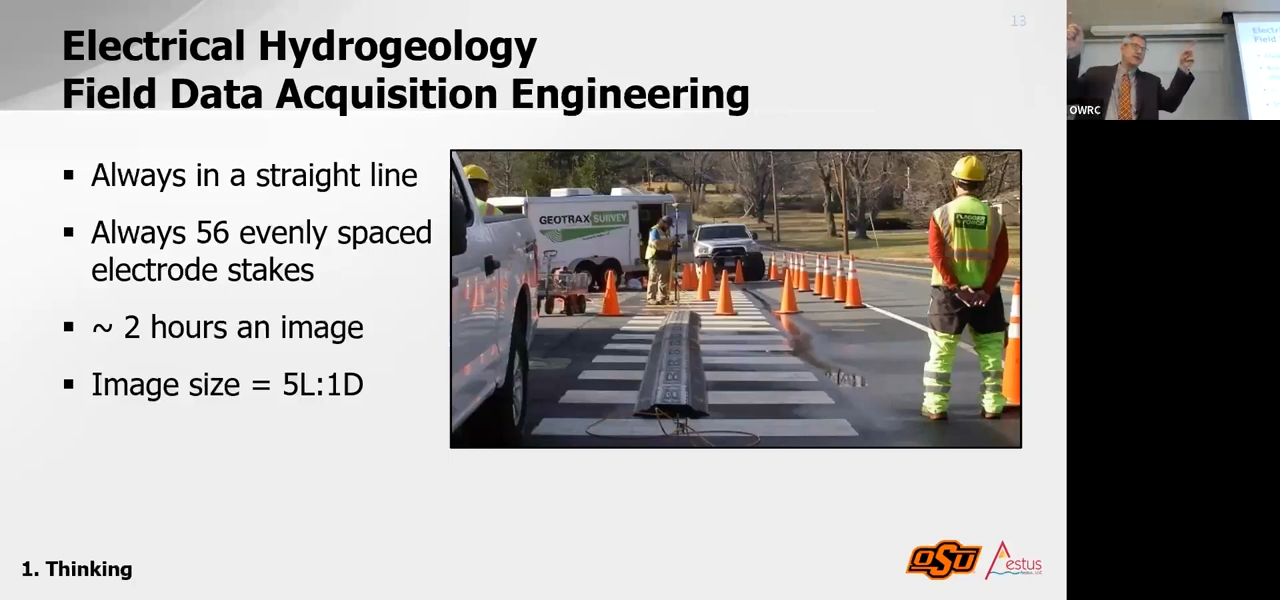 13
Electrical Hydrogeology
Field Data Acquisition Engineering
▪ Always in a straight line
▪ Always 56 evenly spaced
electrode stakes
▪ ~ 2 hours an image
▪ Image size = 5L:1D
GEOTRAX SURVEY
FLAGGER
FORCE
OWRC
1. Thinking
OSU
Aestus